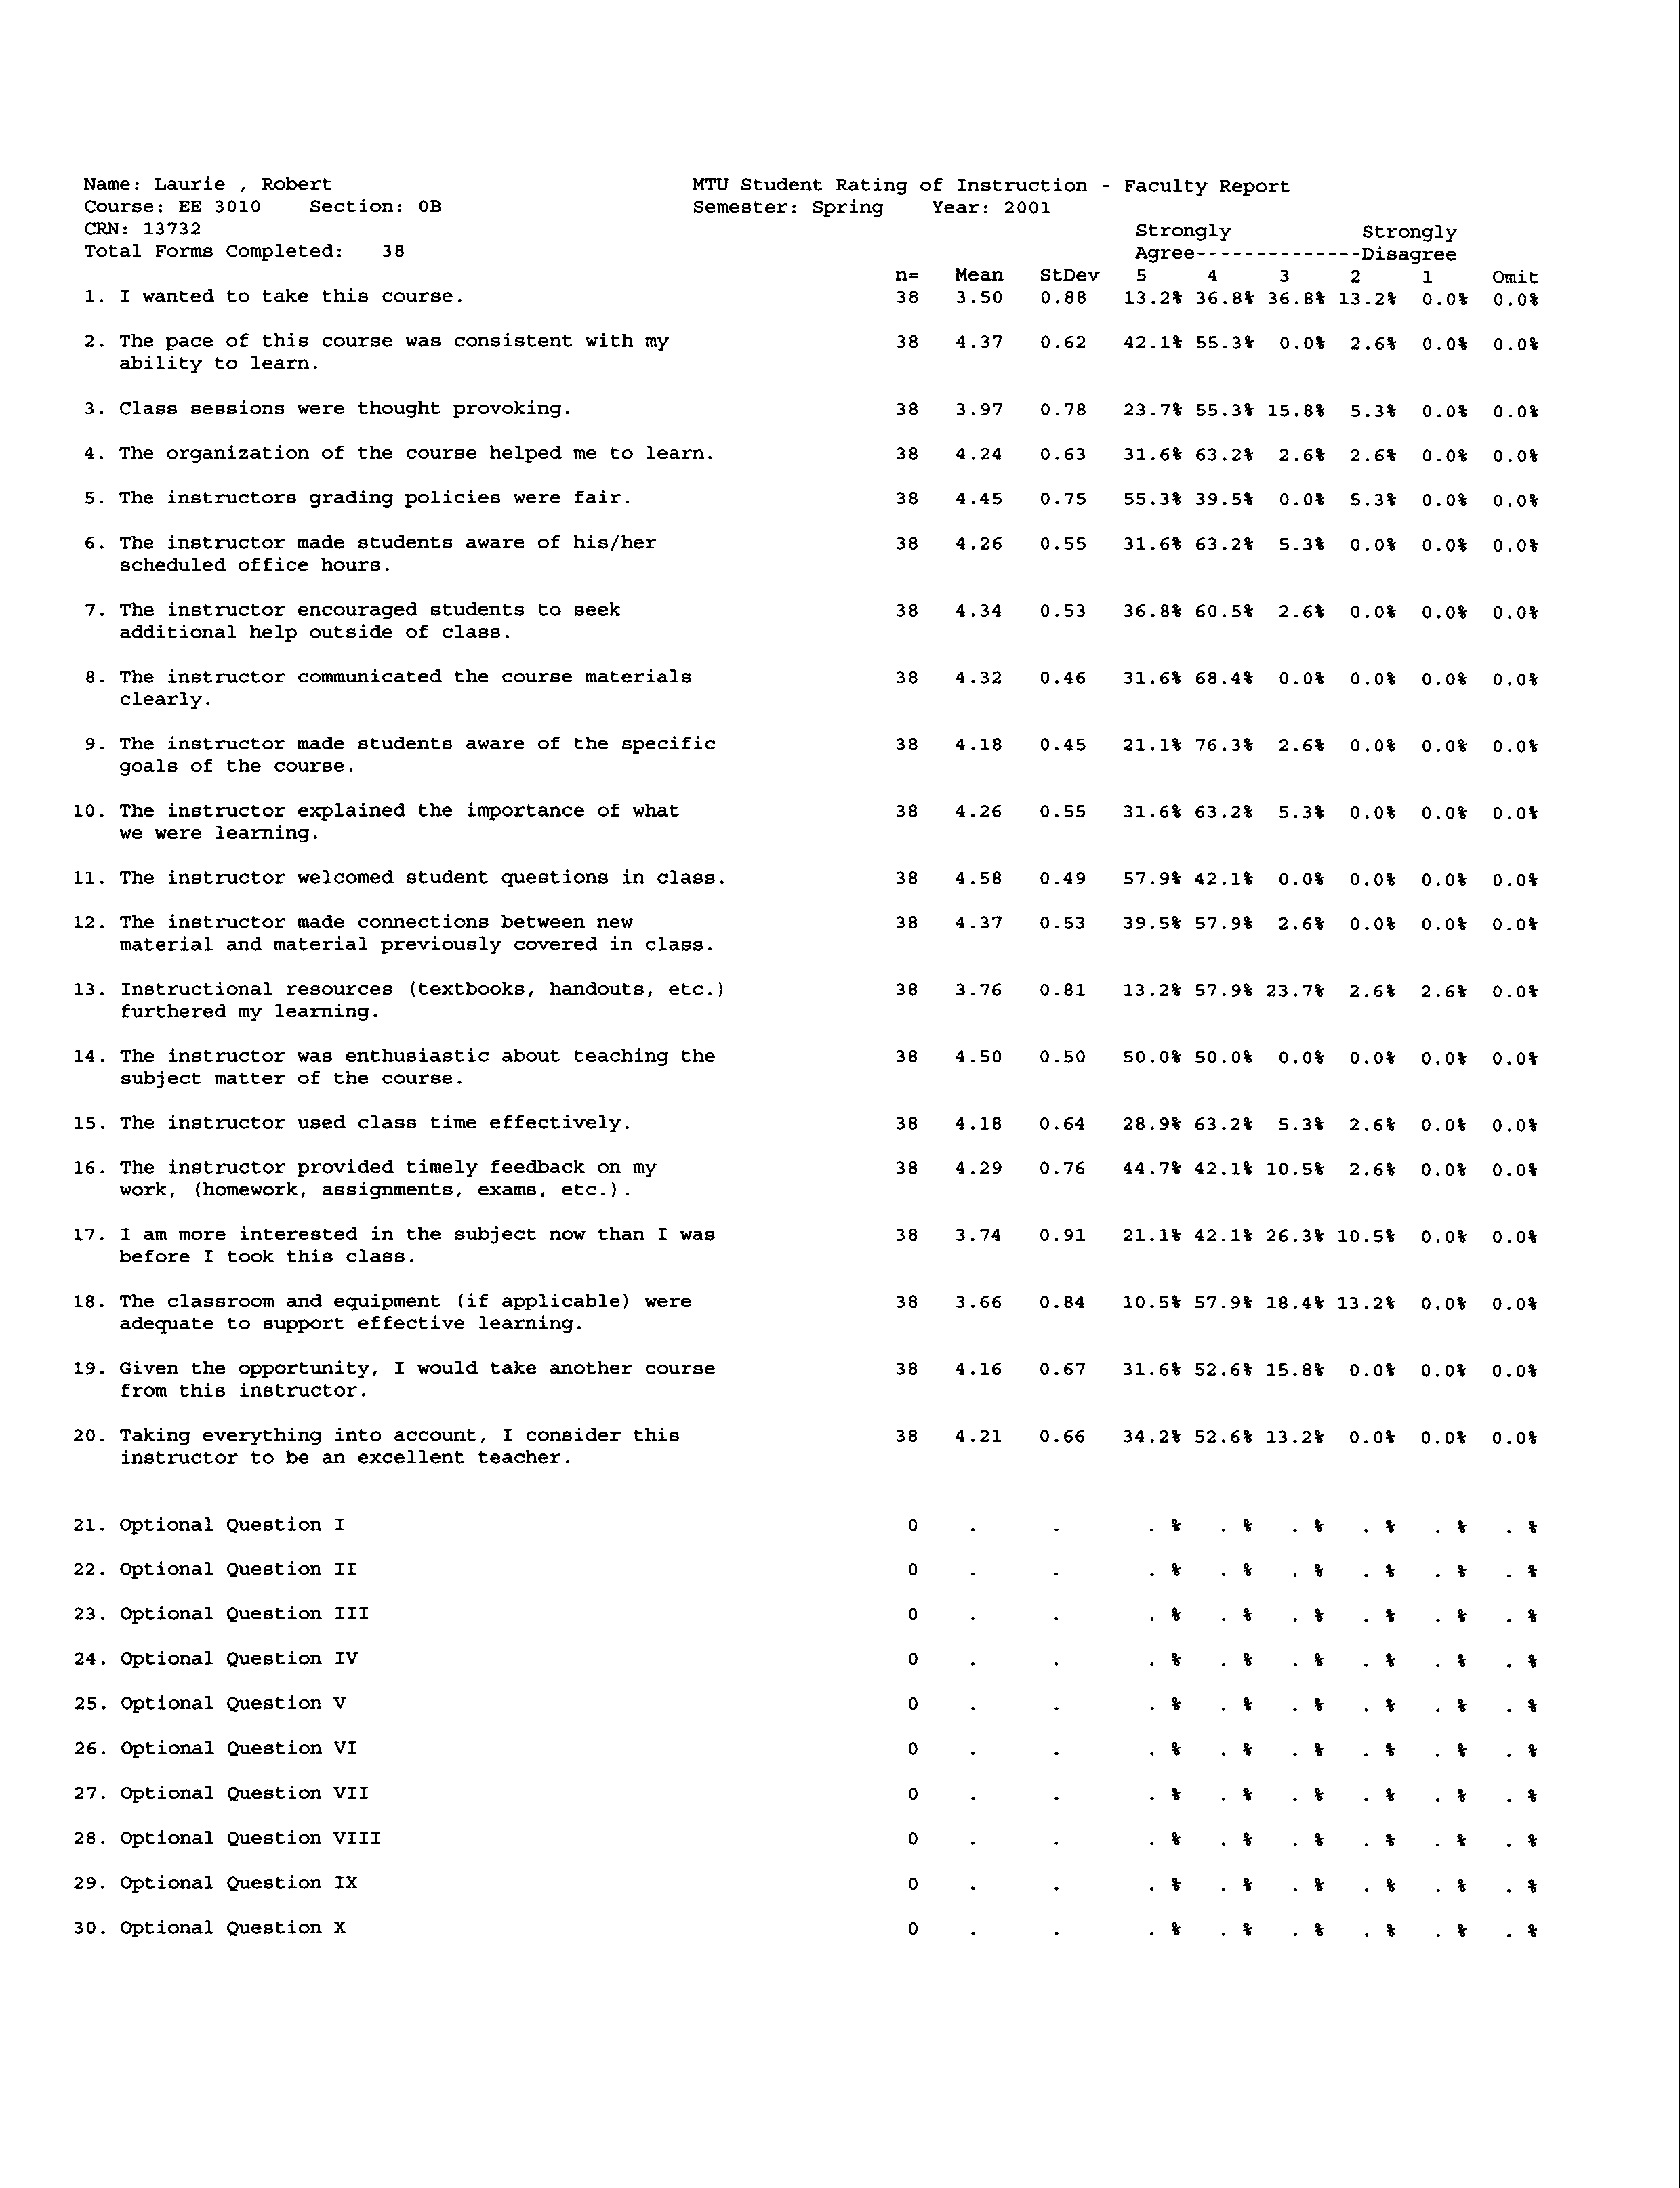 Name: Laurie , Robert MTU Student Rating of Instruction - Faculty Report
Course: EE 3010 Section: 0B Semester: Spring Year: 2001
CRN: 13732 Strongly Strongly
Total Forms Completed: 38 Agree--------------Disagree
n= Mean StDev 5 4 3 2 1 Omit
1. I wanted to take this course. 38 3.50 0.88 13.2% 36.8% 36.8% 13.2% 0.0% 0.0%
2. The pace of this course was consistent with my 38 4.37 0.62 42.1% 55.3% 0.0% 2.6% 0.0% 0.0%
ability to learn.
3. Class sessions were thought provoking. 38 3.97 0.78 23.7% 55.3% 15.8% 5.3% 0.0% 0.0%
4. The organization of the course helped me to learn. 38 4.24 0.63 31.6% 63.2% 2.6% 2.6% 0.0% 0.0%
5. The instructors grading policies were fair. 38 4.45 0.75 55.3% 39.5% 0.0% 5.3% 0.0% 0.0%
6. The instructor made students aware of his/her 38 4.26 0.55 31.6% 63.2% 5.3% 0.0% 0.0% 0.0%
scheduled office hours.
7. The instructor encouraged students to seek 38 4.34 0.53 36.8% 60.5% 2.6% 0.0% 0.0% 0.0%
additional help outside of class.
8. The instructor communicated the course materials 38 4.32 0.46 31.6% 68.4% 0.0% 0.0% 0.0% 0.0%
clearly.
9. The instructor made students aware of the specific 38 4.18 0.45 21.1% 76.3% 2.6% 0.0% 0.0% 0.0%
goals of the course.
10. The instructor explained the importance of what 38 4.26 0.55 31.6% 63.2% 5.3% 0.0% 0.0% 0.0%
we were learning.
11. The instructor welcomed student questions in class. 38 4.58 0.49 57.9% 42.1% 0.0% 0.0% 0.0% 0.0%
12. The instructor made connections between new 38 4.37 0.53 39.5% 57.9% 2.6% 0.0% 0.0% 0.0%
material and material previously covered in class.
13. Instructional resources (textbooks, handouts, etc.) 38 3.76 0.81 13.2% 57.9% 23.7% 2.6% 2.6% 0.0%
furthered my learning.
14. The instructor was enthusiastic about teaching the 38 4.50 0.50 50.0% 50.0% 0.0% 0.0% 0.0% 0.0%
subject matter of the course.
15. The instructor used class time effectively. 38 4.18 0.64 28.9% 63.2% 5.3% 2.6% 0.0% 0.0%
16. The instructor provided timely feedback on my 38 4.29 0.76 44.7% 42.1% 10.5% 2.6% 0.0% 0.0%
work, (homework, assignments, exams, etc.).
17. I am more interested in the subject now than I was 38 3.74 0.91 21.1% 42.1% 26.3% 10.5% 0.0% 0.0%
before I took this class.
18. The classroom and equipment (if applicable) were 38 3.66 0.84 10.5% 57.9% 18.4% 13.2% 0.0% 0.0%
adequate to support effective learning.
19. Given the opportunity, I would take another course 38 4.16 0.67 31.6% 52.6% 15.8% 0.0% 0.0% 0.0%
from this instructor.
20. Taking everything into account, I consider this 38 4.21 0.66 34.2% 52.6% 13.2% 0.0% 0.0% 0.0%
instructor to be an excellent teacher.
21. Optional Question I 0 . . . % . % . % . % . % . %
22. Optional Question II 0 . . . % . % . % . % . % . %
23. Optional Question III 0 . . . % . % . % . % . % . %
24. Optional Question IV 0 . . . % . % . % . % . % . %
25. Optional Question V 0 . . . % . % . % . % . % . %
26. Optional Question VI 0 . . . % . % . % . % . % . %
27. Optional Question VII 0 . . . % . % . % . % . % . %
28. Optional Question VIII 0 . . . % . % . % . % . % . %
29. Optional Question IX 0 . . . % . % . % . % . % . %
30. Optional Question X 0 . . . % . % . % . % . % . %